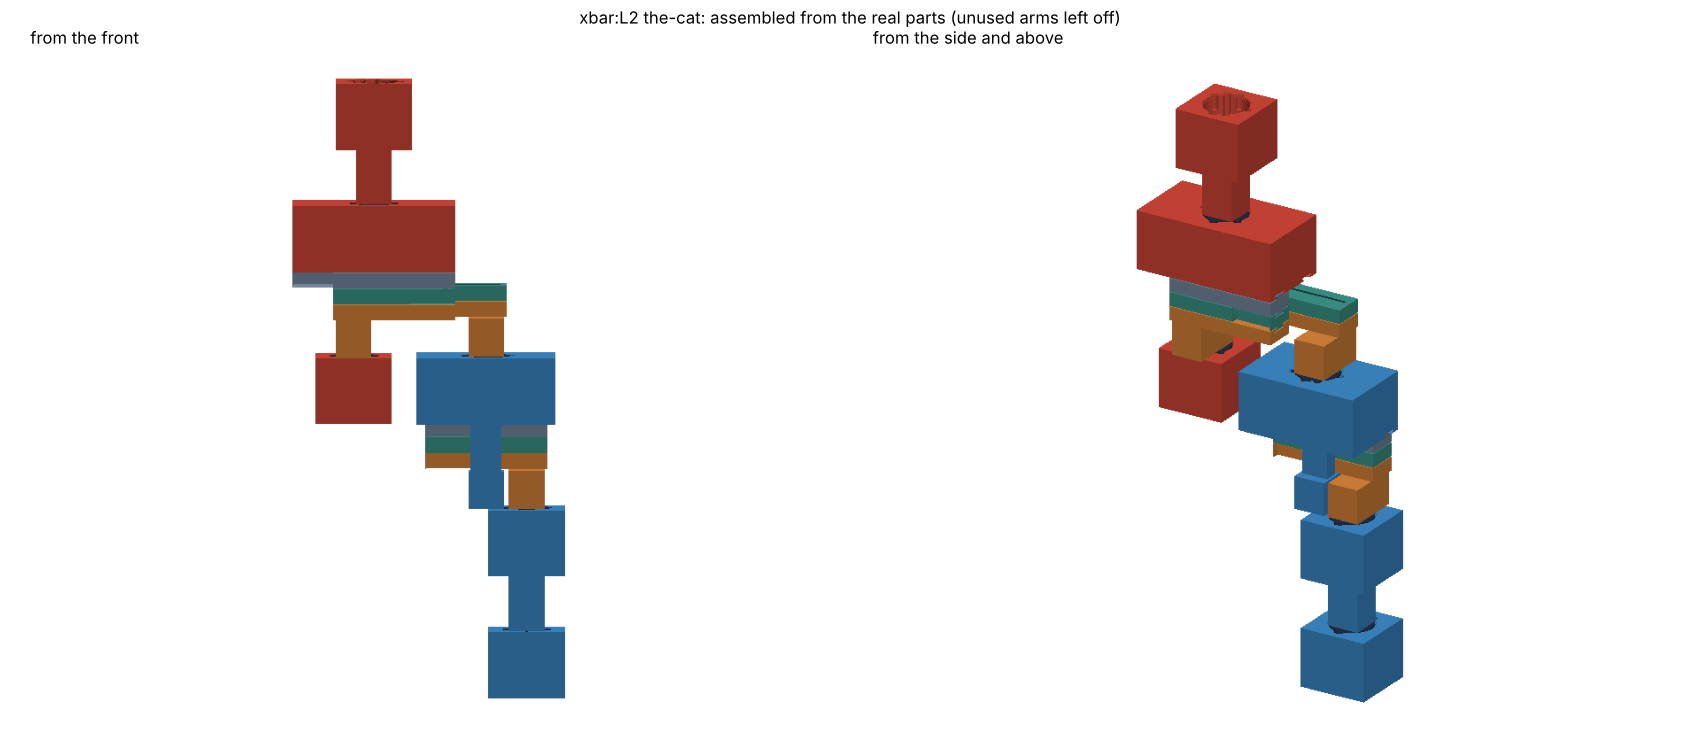 xbar:L2 the-cat: assembled from the real parts (unused arms left off)
from the front
from the side and above